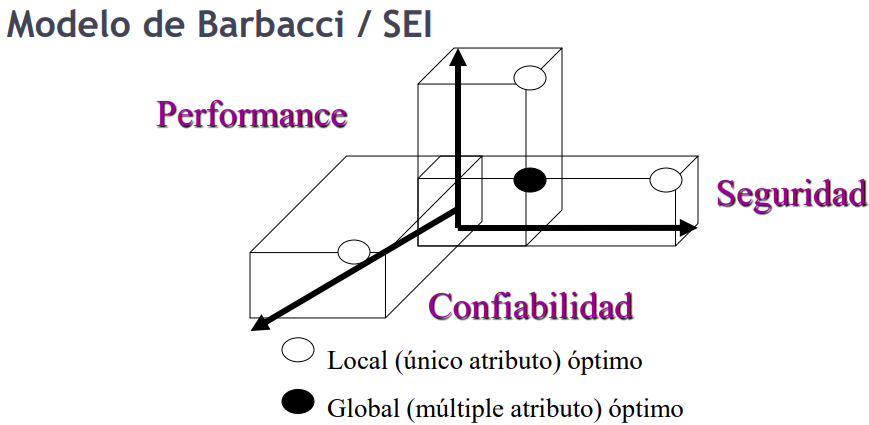 Modelo de Barbacci / SEI
Performance
Seguridad
Confiabilidad
Local (único atributo) óptimo
Global (múltiple atributo) óptimo